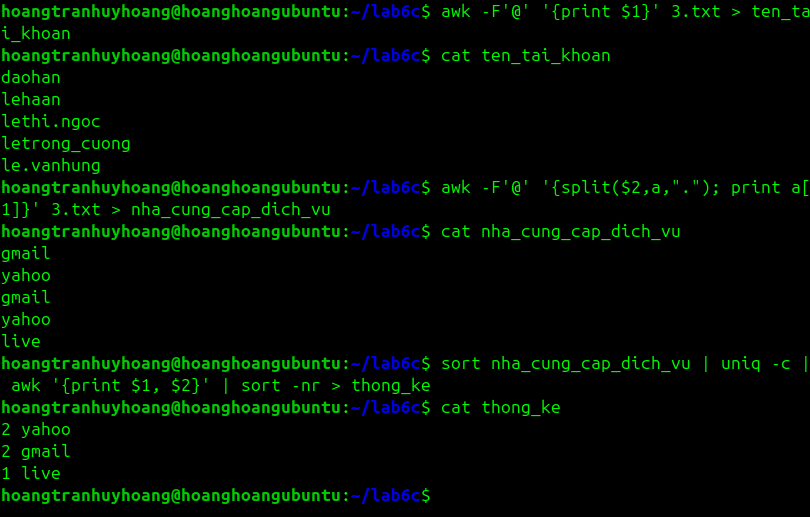 hoangtranhuyhoang@hoanghoangubuntu:~/lab6c$ awk -F'@' '{print $1}' 3.txt > ten_ta
i_khoan
hoangtranhuyhoang@hoanghoangubuntu:~/lab6c$ cat ten_tai_khoan
daohan
lehaan
lethi.ngoc
letrong_cuong
le.vanhung
hoangtranhuyhoang@hoanghoangubuntu:~/lab6c$ awk -F'@' '{split($2,a,"."); print a[
1]}' 3.txt > nha_cung_cap_dich_vu
hoangtranhuyhoang@hoanghoangubuntu:~/lab6c$ cat nha_cung_cap_dich_vu
gmail
yahoo
gmail
yahoo
live
hoangtranhuyhoang@hoanghoangubuntu:~/lab6c$ sort nha_cung_cap_dich_vu | uniq -c |
 awk '{print $1, $2}' | sort -nr > thong_ke
hoangtranhuyhoang@hoanghoangubuntu:~/lab6c$ cat thong_ke
2 yahoo
2 gmail
1 live
hoangtranhuyhoang@hoanghoangubuntu:~/lab6c$